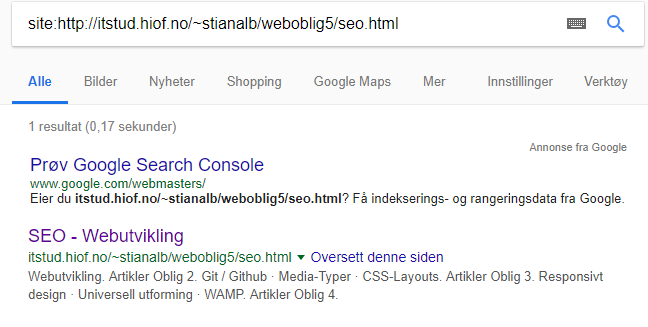 site:http://itstud.hiof.no/~stianalb/weboblig5/seo.html
Alle Bilder Nyheter Shopping Google Maps Mer Innstillinger Verktøy
1 resultat (0,17 sekunder)
Annonse fra Google
Prøv Google Search Console
www.google.com/webmasters/
Eier du itstud.hiof.no/~stianalb/weboblig5/seo.html? Få indekserings- og rangeringsdata fra Google.
SEO - Webutvikling
itstud.hiof.no/~stianalb/weboblig5/seo.html ▼ Oversett denne siden
Webutvikling. Artikler Oblig 2. Git / Github · Media-Typer · CSS-Layouts. Artikler Oblig 3. Responsivt
design · Universell utforming · WAMP. Artikler Oblig 4.